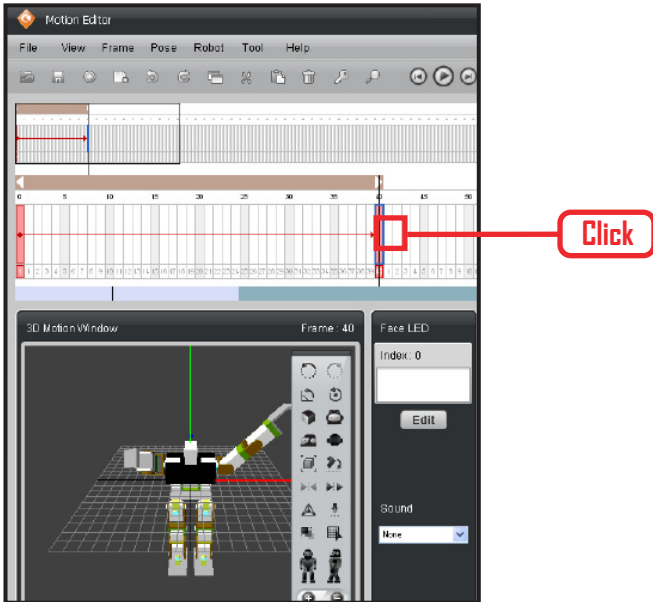 Motion Editor
File View Frame Pose Robot Tool Help
0 5 10 15 20 25 30 35 40 45 50
Click
3D Motion Window Frame : 40
Face LED
Index: 0
Edit
Sound
None